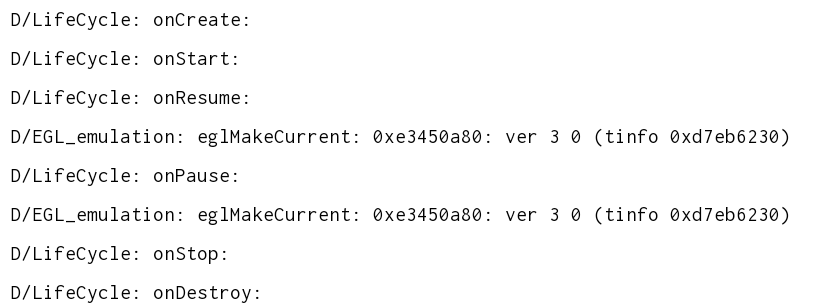 D/LifeCycle: onCreate:
D/LifeCycle: onStart:
D/LifeCycle: onResume:
D/EGL_emulation: eglMakeCurrent: 0xe3450a80: ver 3 0 (tinfo 0xd7eb6230)
D/LifeCycle: onPause:
D/EGL_emulation: eglMakeCurrent: 0xe3450a80: ver 3 0 (tinfo 0xd7eb6230)
D/LifeCycle: onStop:
D/LifeCycle: onDestroy: